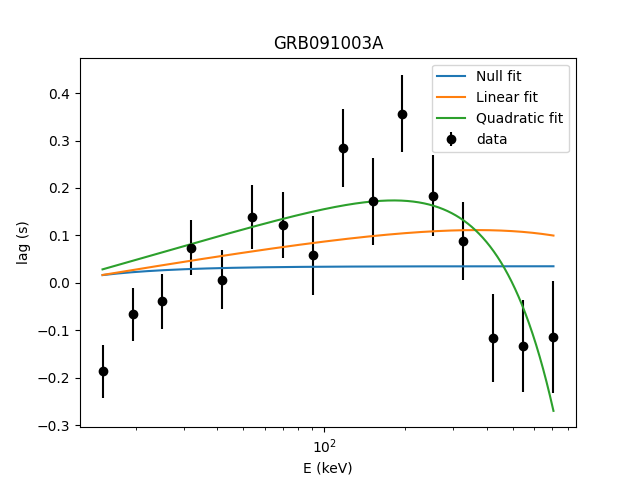 GRB091003A
Null fit
Linear fit
Quadratic fit
data
lag (s)
0.4
0.3
0.2
0.1
0.0
−0.1
−0.2
−0.3
10²
E (keV)